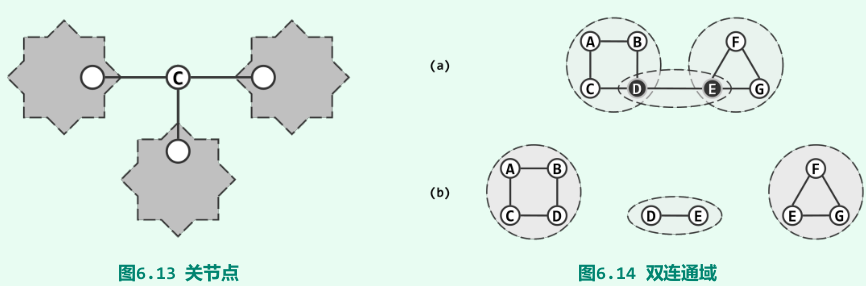 C
图6.13 关节点
(a)
A B F
C D E G
(b)
A B F
C D D E E G
图6.14 双连通域